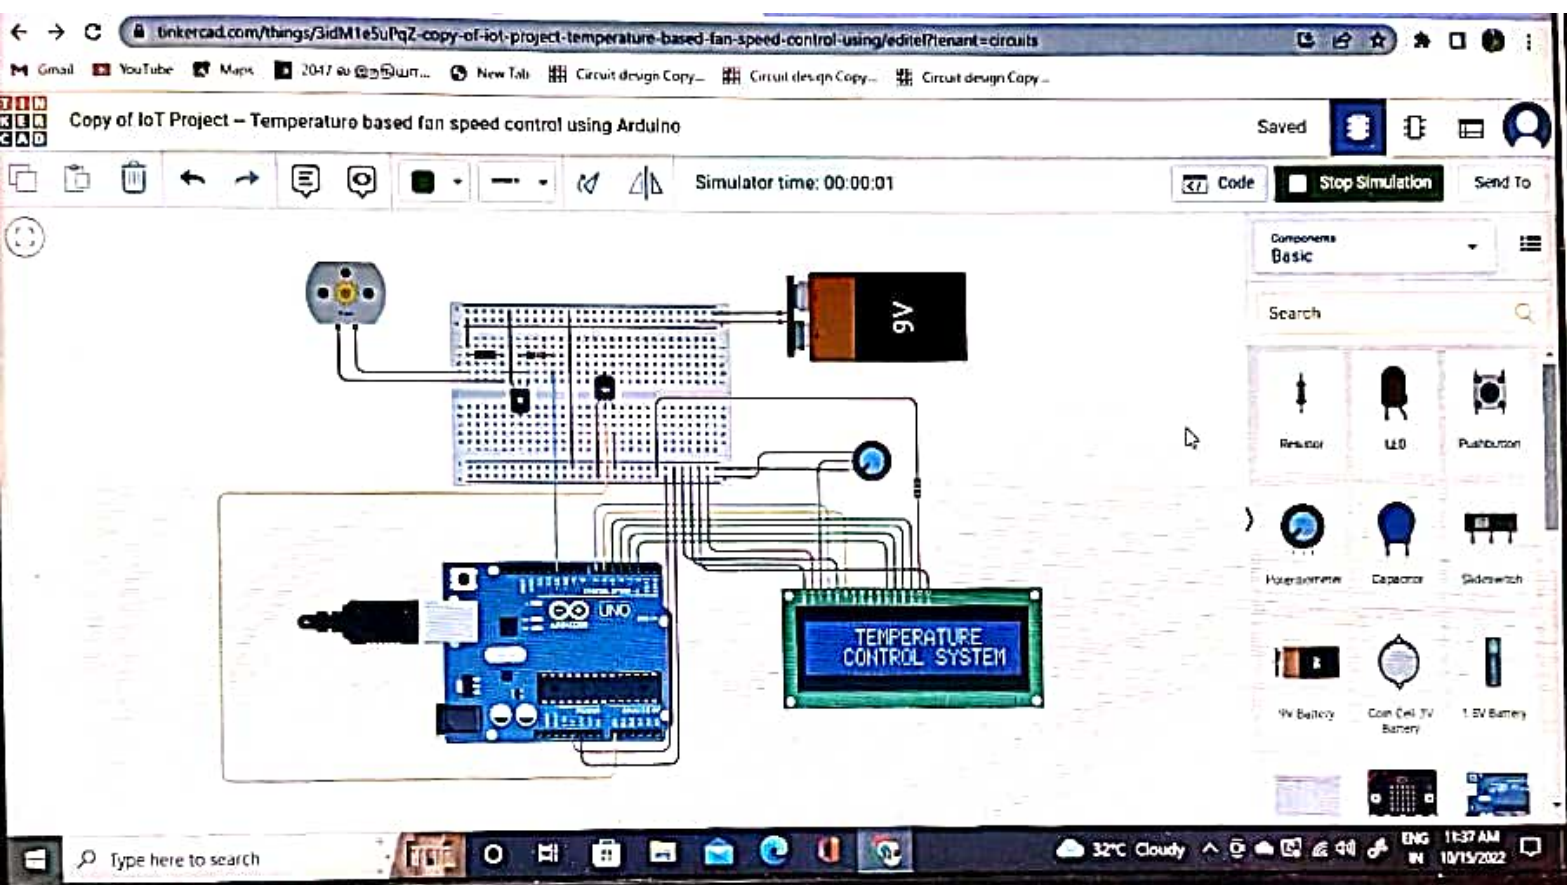 tinkercad.com/things/3idM1e5uPqZ-copy-of-iot-project-temperature-based-fan-speed-control-using/editel?tenant=circuits
Gmail YouTube Maps 2047 New Tab Circuit design Copy... Circuit design Copy... Circuit design Copy...
TIN
KER
CAD
Copy of IoT Project – Temperature based fan speed control using Arduino
Saved
Simulator time: 00:00:01
Code
Stop Simulation
Send To
Components
Basic
Search
9V
Resistor LED Pushbutton
Potentiometer Capacitor Slideswitch
9V Battery Coin Cell 3V Battery 1.5V Battery
UNO
TEMPERATURE
CONTROL SYSTEM
Type here to search
32°C Cloudy
ENG
IN
11:37 AM
10/15/2022